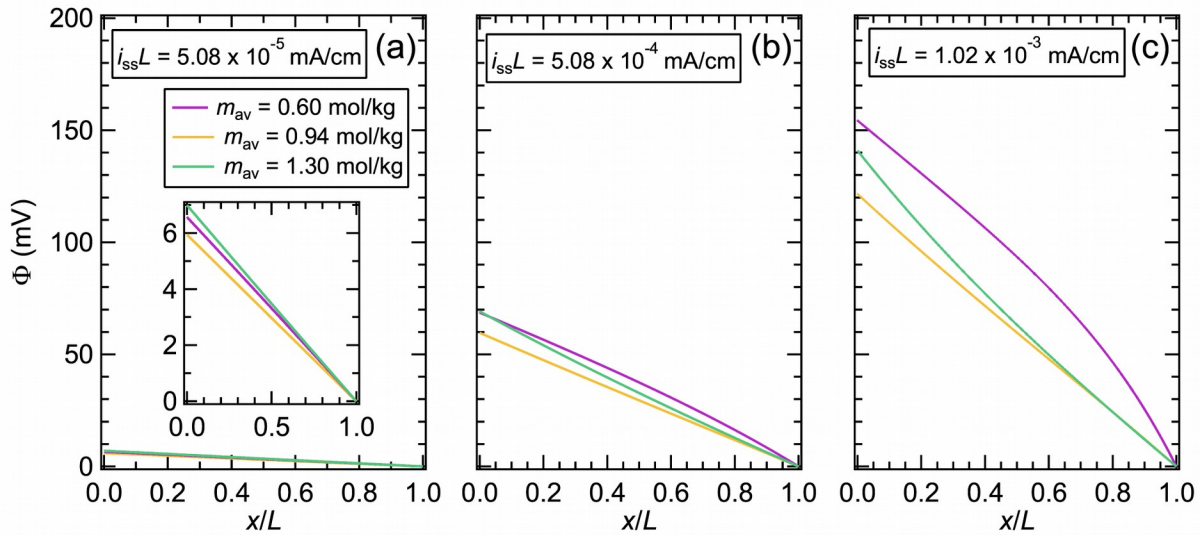 200
150
100
50
0
Φ (mV)
i_ss L = 5.08 x 10^-5 mA/cm
(a)
m_av = 0.60 mol/kg
m_av = 0.94 mol/kg
m_av = 1.30 mol/kg
6
4
2
0
0.0 0.5 1.0
0.0 0.2 0.4 0.6 0.8 1.0
x/L
i_ss L = 5.08 x 10^-4 mA/cm
(b)
0.0 0.2 0.4 0.6 0.8 1.0
x/L
i_ss L = 1.02 x 10^-3 mA/cm
(c)
0.0 0.2 0.4 0.6 0.8 1.0
x/L